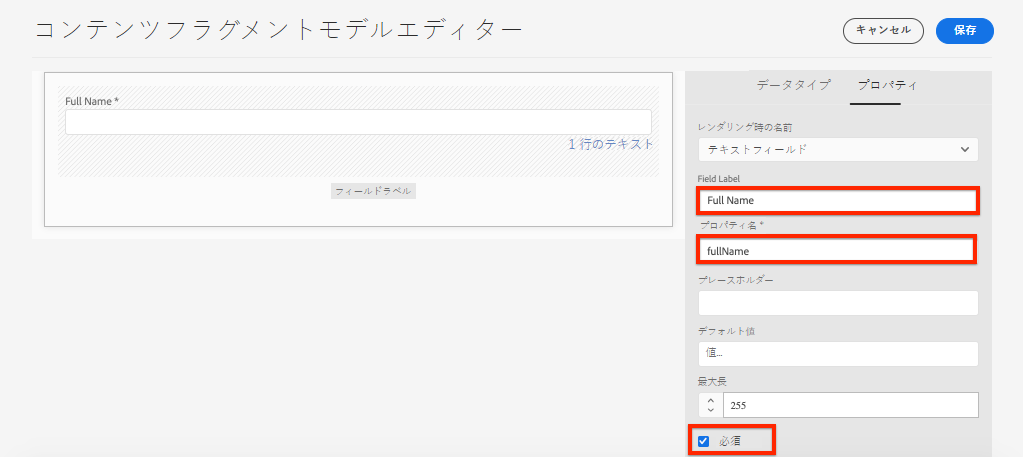 コンテンツフラグメントモデルエディター
キャンセル
保存
Full Name *
1 行のテキスト
フィールドラベル
データタイプ
プロパティ
レンダリング時の名前
テキストフィールド
Field Label
Full Name
プロパティ名 *
fullName
プレースホルダー
デフォルト値
値...
最大長
255
必須